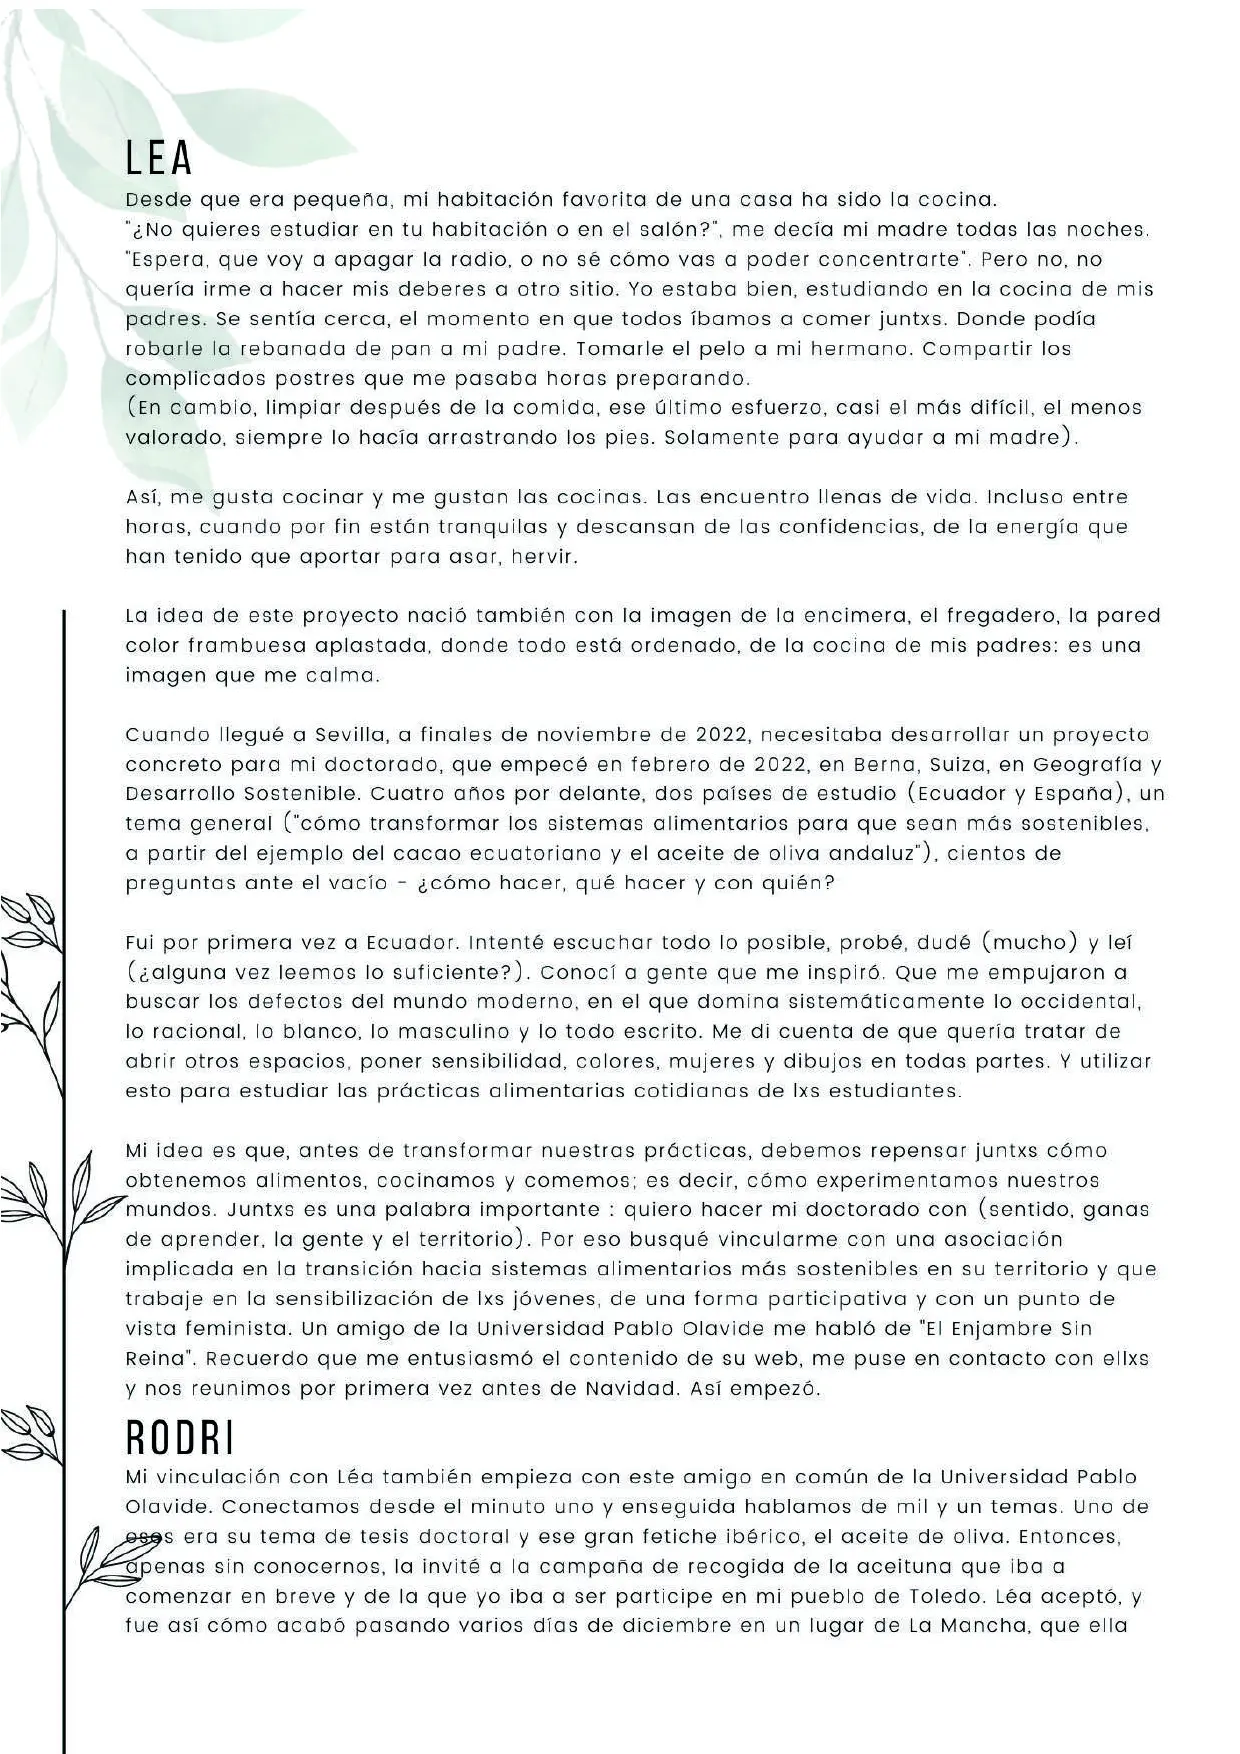 LEA
Desde que era pequeña, mi habitación favorita de una casa ha sido la cocina.
"¿No quieres estudiar en tu habitación o en el salón?", me decía mi madre todas las noches.
"Espera, que voy a apagar la radio, o no sé cómo vas a poder concentrarte". Pero no, no
quería irme a hacer mis deberes a otro sitio. Yo estaba bien, estudiando en la cocina de mis
padres. Se sentía cerca, el momento en que todos íbamos a comer juntxs. Donde podía
robarle la rebanada de pan a mi padre. Tomarle el pelo a mi hermano. Compartir los
complicados postres que me pasaba horas preparando.
(En cambio, limpiar después de la comida, ese último esfuerzo, casi el más difícil, el menos
valorado, siempre lo hacía arrastrando los pies. Solamente para ayudar a mi madre).
Así, me gusta cocinar y me gustan las cocinas. Las encuentro llenas de vida. Incluso entre
horas, cuando por fin están tranquilas y descansan de las confidencias, de la energía que
han tenido que aportar para asar, hervir.
La idea de este proyecto nació también con la imagen de la encimera, el fregadero, la pared
color frambuesa aplastada, donde todo está ordenado, de la cocina de mis padres: es una
imagen que me calma.
Cuando llegué a Sevilla, a finales de noviembre de 2022, necesitaba desarrollar un proyecto
concreto para mi doctorado, que empecé en febrero de 2022, en Berna, Suiza, en Geografía y
Desarrollo Sostenible. Cuatro años por delante, dos países de estudio (Ecuador y España), un
tema general ("cómo transformar los sistemas alimentarios para que sean más sostenibles,
a partir del ejemplo del cacao ecuatoriano y el aceite de oliva andaluz"), cientos de
preguntas ante el vacío - ¿cómo hacer, qué hacer y con quién?
Fui por primera vez a Ecuador. Intenté escuchar todo lo posible, probé, dudé (mucho) y leí
(¿alguna vez leemos lo suficiente?). Conocí a gente que me inspiró. Que me empujaron a
buscar los defectos del mundo moderno, en el que domina sistemáticamente lo occidental,
lo racional, lo blanco, lo masculino y lo todo escrito. Me di cuenta de que quería tratar de
abrir otros espacios, poner sensibilidad, colores, mujeres y dibujos en todas partes. Y utilizar
esto para estudiar las prácticas alimentarias cotidianas de lxs estudiantes.
Mi idea es que, antes de transformar nuestras prácticas, debemos repensar juntxs cómo
obtenemos alimentos, cocinamos y comemos; es decir, cómo experimentamos nuestros
mundos. Juntxs es una palabra importante : quiero hacer mi doctorado con (sentido, ganas
de aprender, la gente y el territorio). Por eso busqué vincularme con una asociación
implicada en la transición hacia sistemas alimentarios más sostenibles en su territorio y que
trabaje en la sensibilización de lxs jóvenes, de una forma participativa y con un punto de
vista feminista. Un amigo de la Universidad Pablo Olavide me habló de "El Enjambre Sin
Reina". Recuerdo que me entusiasmó el contenido de su web, me puse en contacto con ellxs
y nos reunimos por primera vez antes de Navidad. Así empezó.
RODRI
Mi vinculación con Léa también empieza con este amigo en común de la Universidad Pablo
Olavide. Conectamos desde el minuto uno y enseguida hablamos de mil y un temas. Uno de
esos era su tema de tesis doctoral y ese gran fetiche ibérico, el aceite de oliva. Entonces,
apenas sin conocernos, la invité a la campaña de recogida de la aceituna que iba a
comenzar en breve y de la que yo iba a ser partícipe en mi pueblo de Toledo. Léa aceptó, y
fue así cómo acabó pasando varios días de diciembre en un lugar de La Mancha, que ella